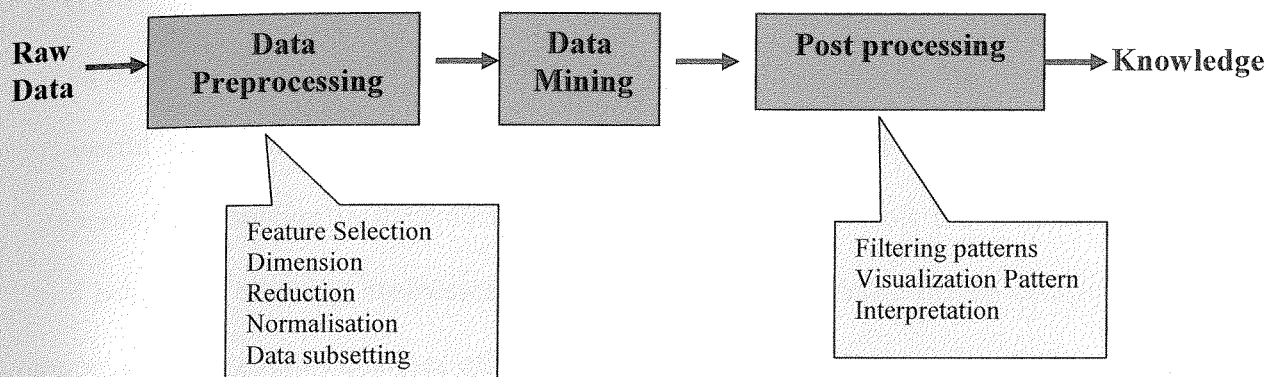 Raw
Data
Data
Preprocessing
Data
Mining
Post processing
Knowledge
Feature Selection
Dimension
Reduction
Normalisation
Data subsetting
Filtering patterns
Visualization Pattern
Interpretation